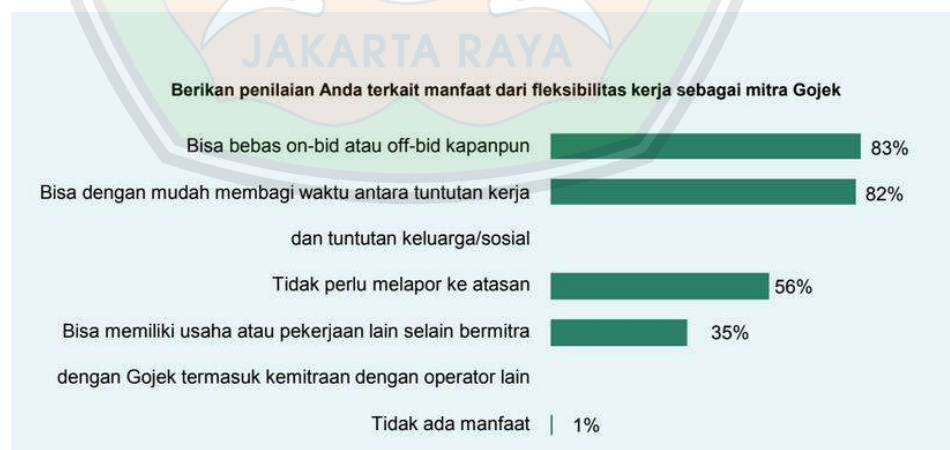 JAKARTA RAYA
Berikan penilaian Anda terkait manfaat dari fleksibilitas kerja sebagai mitra Gojek
Bisa bebas on-bid atau off-bid kapanpun 83%
Bisa dengan mudah membagi waktu antara tuntutan kerja 82%
dan tuntutan keluarga/sosial
Tidak perlu melapor ke atasan 56%
Bisa memiliki usaha atau pekerjaan lain selain bermitra 35%
dengan Gojek termasuk kemitraan dengan operator lain
Tidak ada manfaat 1%